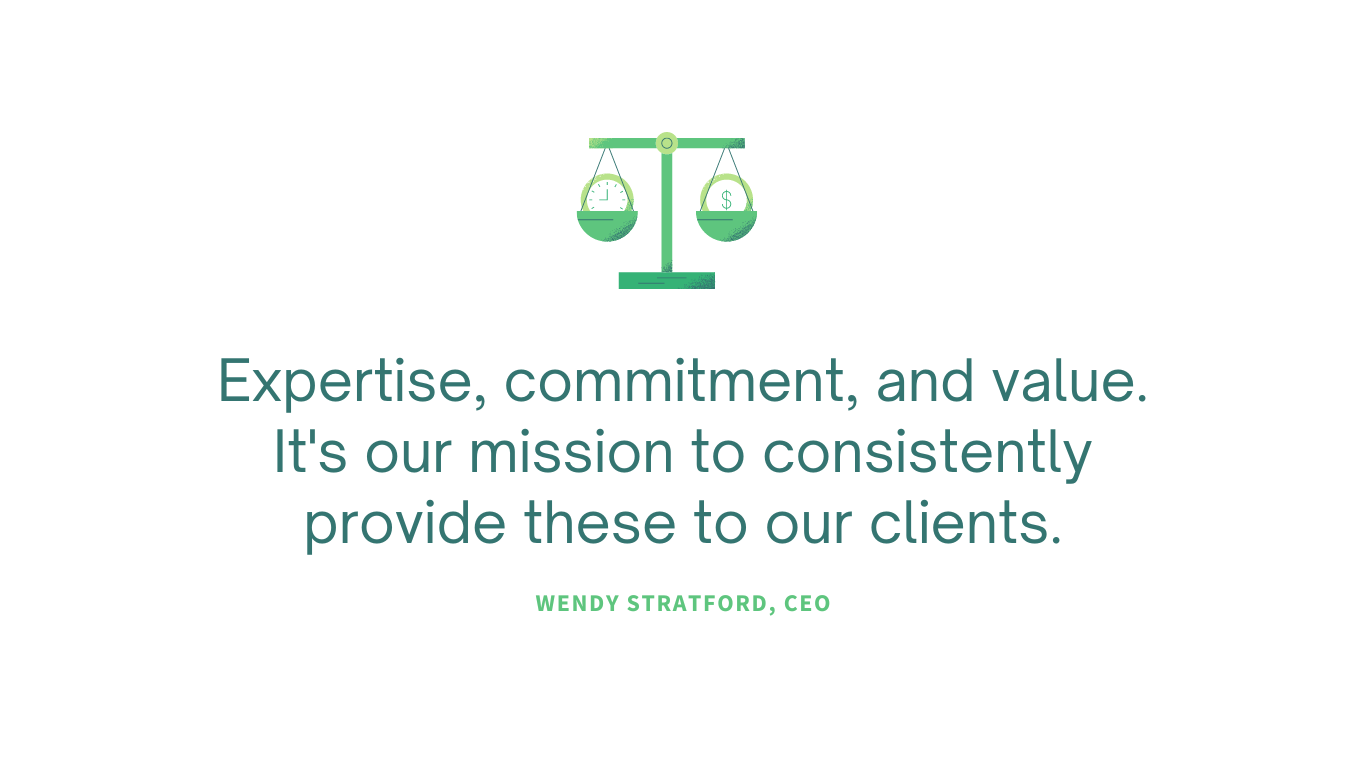 $
Expertise, commitment, and value.
It's our mission to consistently
provide these to our clients.
WENDY STRATFORD, CEO